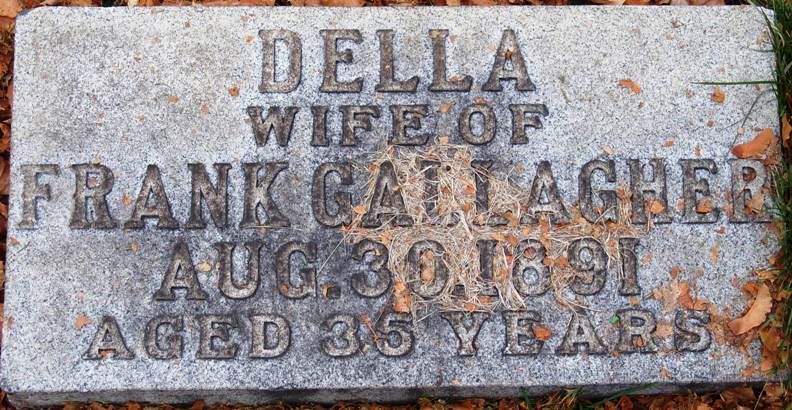 DELLA
WIFE OF
FRANK GALLAGHER
AUG. 30. 1891
AGED 35 YEARS